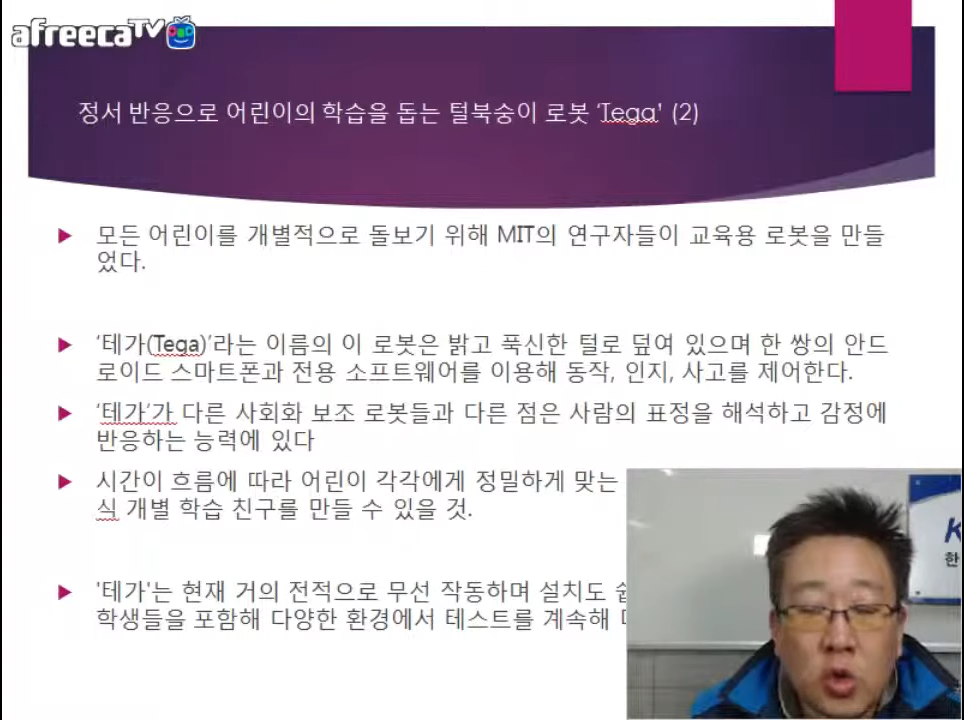 afreecaTV
정서 반응으로 어린이의 학습을 돕는 털북숭이 로봇 ‘Tega’ (2)
모든 어린이를 개별적으로 돌보기 위해 MIT의 연구자들이 교육용 로봇을 만들
었다.
‘테가(Tega)’라는 이름의 이 로봇은 밝고 푹신한 털로 덮여 있으며 한 쌍의 안드
로이드 스마트폰과 전용 소프트웨어를 이용해 동작, 인지, 사고를 제어한다.
‘테가’가 다른 사회화 보조 로봇들과 다른 점은 사람의 표정을 해석하고 감정에
반응하는 능력에 있다
시간이 흐름에 따라 어린이 각각에게 정밀하게 맞는
식 개별 학습 친구를 만들 수 있을 것.
'테가'는 현재 거의 전적으로 무선 작동하며 설치도
학생들을 포함해 다양한 환경에서 테스트를 계속해
K
한